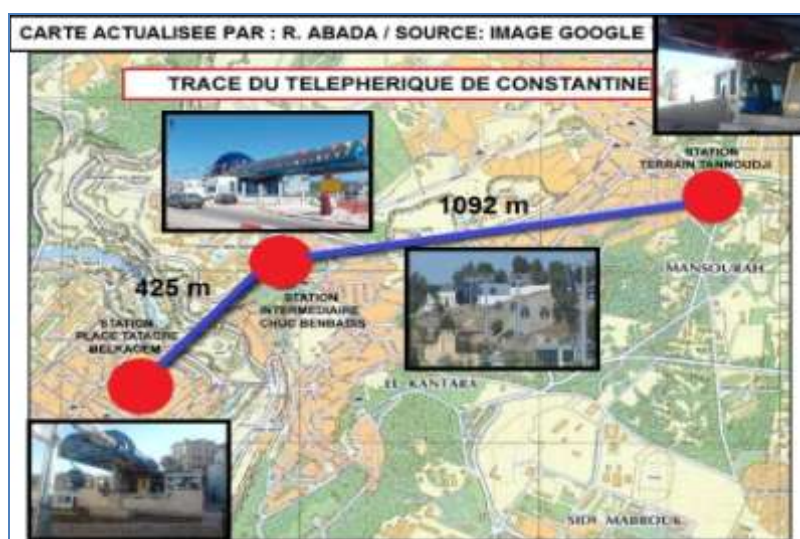 CARTE ACTUALISEE PAR : R. ABADA / SOURCE: IMAGE GOOGLE
TRACE DU TELEPHERIQUE DE CONSTANTINE
STATION
TERRAIN TANNOUDJI
1092 m
MANSOURAH
425 m
STATION
INTERMEDIAIRE
CHUC BENBADIS
STATION
PLACE TATACHE
BELKACEM
EL KANTARA
SIDI MABROUK